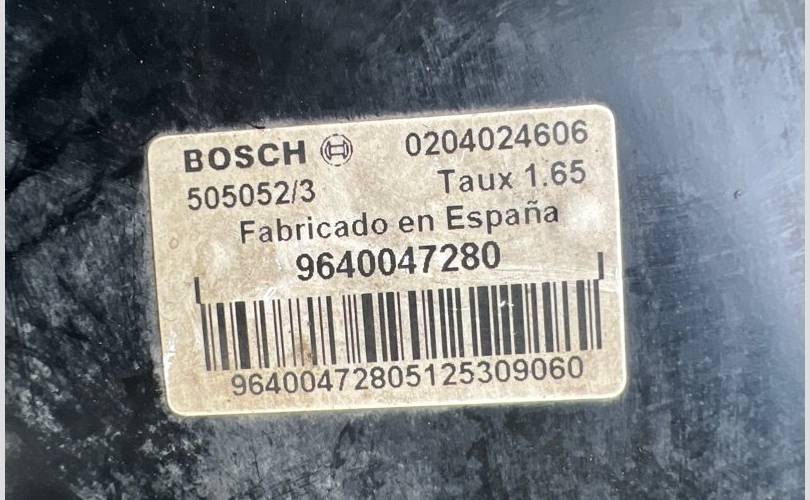 BOSCH 0204024606
505052/3 Taux 1.65
Fabricado en España
9640047280
96400472805125309060